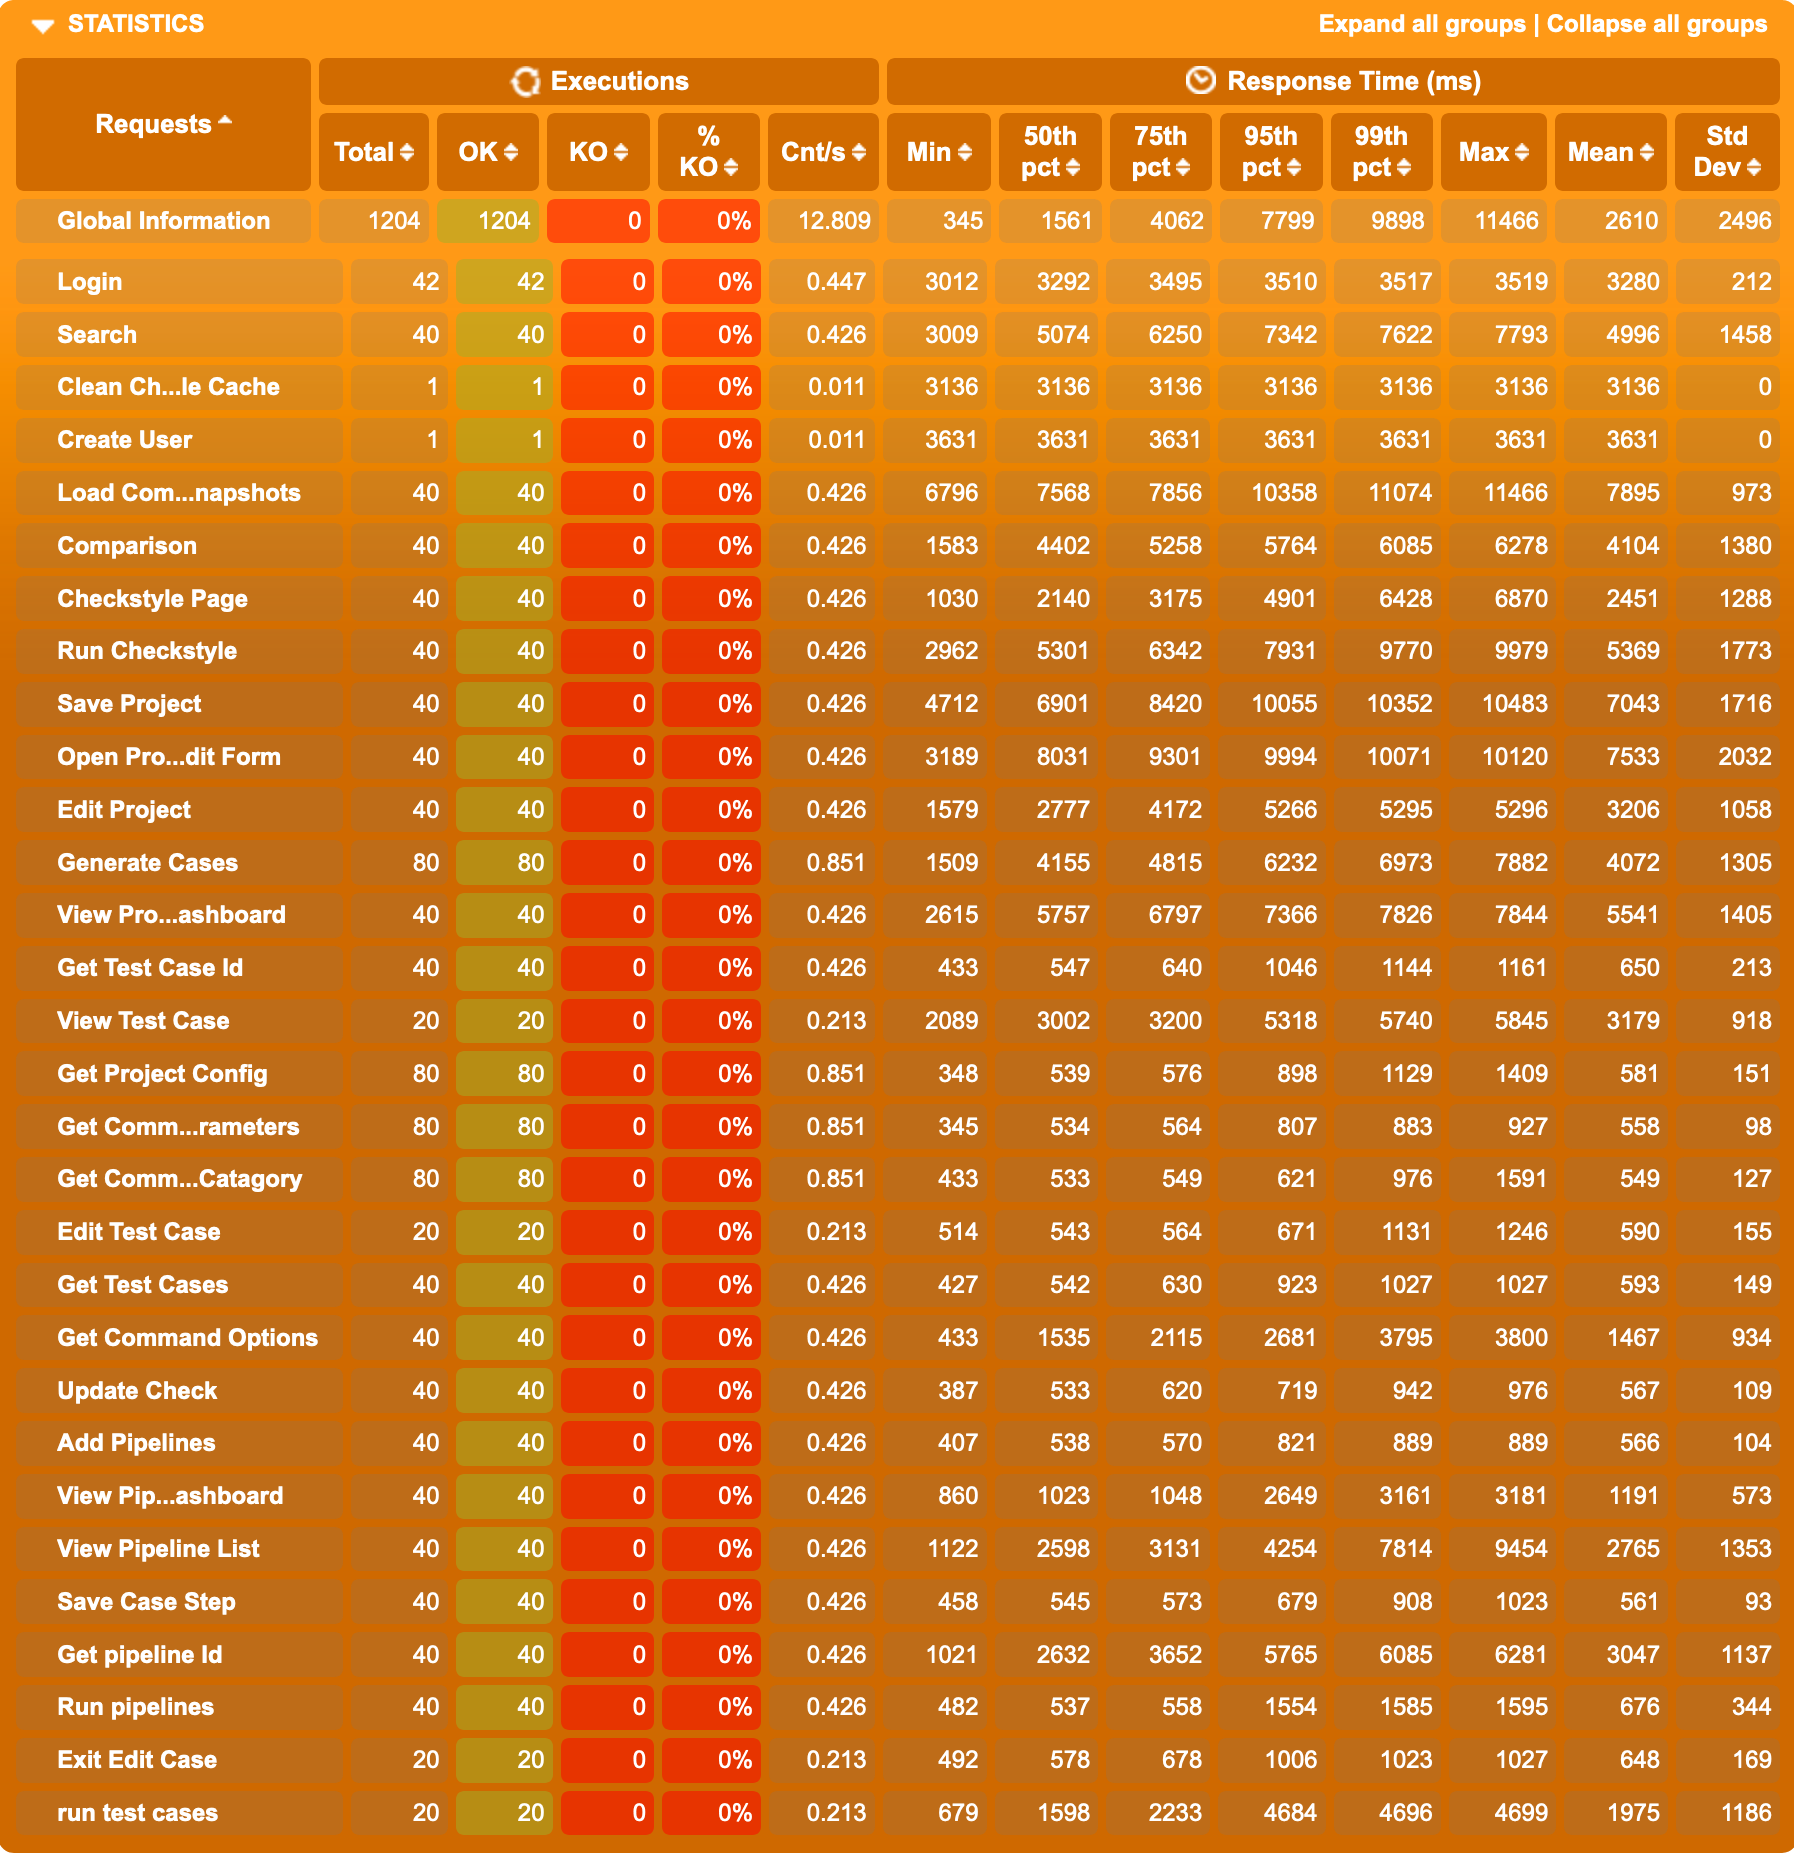 STATISTICS Expand all groups | Collapse all groups
Requests Executions Response Time (ms)
Total OK KO % KO Cnt/s Min 50th pct 75th pct 95th pct 99th pct Max Mean Std Dev
Global Information 1204 1204 0 0% 12.809 345 1561 4062 7799 9898 11466 2610 2496
Login 42 42 0 0% 0.447 3012 3292 3495 3510 3517 3519 3280 212
Search 40 40 0 0% 0.426 3009 5074 6250 7342 7622 7793 4996 1458
Clean Ch...le Cache 1 1 0 0% 0.011 3136 3136 3136 3136 3136 3136 3136 0
Create User 1 1 0 0% 0.011 3631 3631 3631 3631 3631 3631 3631 0
Load Com...napshots 40 40 0 0% 0.426 6796 7568 7856 10358 11074 11466 7895 973
Comparison 40 40 0 0% 0.426 1583 4402 5258 5764 6085 6278 4104 1380
Checkstyle Page 40 40 0 0% 0.426 1030 2140 3175 4901 6428 6870 2451 1288
Run Checkstyle 40 40 0 0% 0.426 2962 5301 6342 7931 9770 9979 5369 1773
Save Project 40 40 0 0% 0.426 4712 6901 8420 10055 10352 10483 7043 1716
Open Pro...dit Form 40 40 0 0% 0.426 3189 8031 9301 9994 10071 10120 7533 2032
Edit Project 40 40 0 0% 0.426 1579 2777 4172 5266 5295 5296 3206 1058
Generate Cases 80 80 0 0% 0.851 1509 4155 4815 6232 6973 7882 4072 1305
View Pro...ashboard 40 40 0 0% 0.426 2615 5757 6797 7366 7826 7844 5541 1405
Get Test Case Id 40 40 0 0% 0.426 433 547 640 1046 1144 1161 650 213
View Test Case 20 20 0 0% 0.213 2089 3002 3200 5318 5740 5845 3179 918
Get Project Config 80 80 0 0% 0.851 348 539 576 898 1129 1409 581 151
Get Comm...rameters 80 80 0 0% 0.851 345 534 564 807 883 927 558 98
Get Comm...Catagory 80 80 0 0% 0.851 433 533 549 621 976 1591 549 127
Edit Test Case 20 20 0 0% 0.213 514 543 564 671 1131 1246 590 155
Get Test Cases 40 40 0 0% 0.426 427 542 630 923 1027 1027 593 149
Get Command Options 40 40 0 0% 0.426 433 1535 2115 2681 3795 3800 1467 934
Update Check 40 40 0 0% 0.426 387 533 620 719 942 976 567 109
Add Pipelines 40 40 0 0% 0.426 407 538 570 821 889 889 566 104
View Pip...ashboard 40 40 0 0% 0.426 860 1023 1048 2649 3161 3181 1191 573
View Pipeline List 40 40 0 0% 0.426 1122 2598 3131 4254 7814 9454 2765 1353
Save Case Step 40 40 0 0% 0.426 458 545 573 679 908 1023 561 93
Get pipeline Id 40 40 0 0% 0.426 1021 2632 3652 5765 6085 6281 3047 1137
Run pipelines 40 40 0 0% 0.426 482 537 558 1554 1585 1595 676 344
Exit Edit Case 20 20 0 0% 0.213 492 578 678 1006 1023 1027 648 169
run test cases 20 20 0 0% 0.213 679 1598 2233 4684 4696 4699 1975 1186